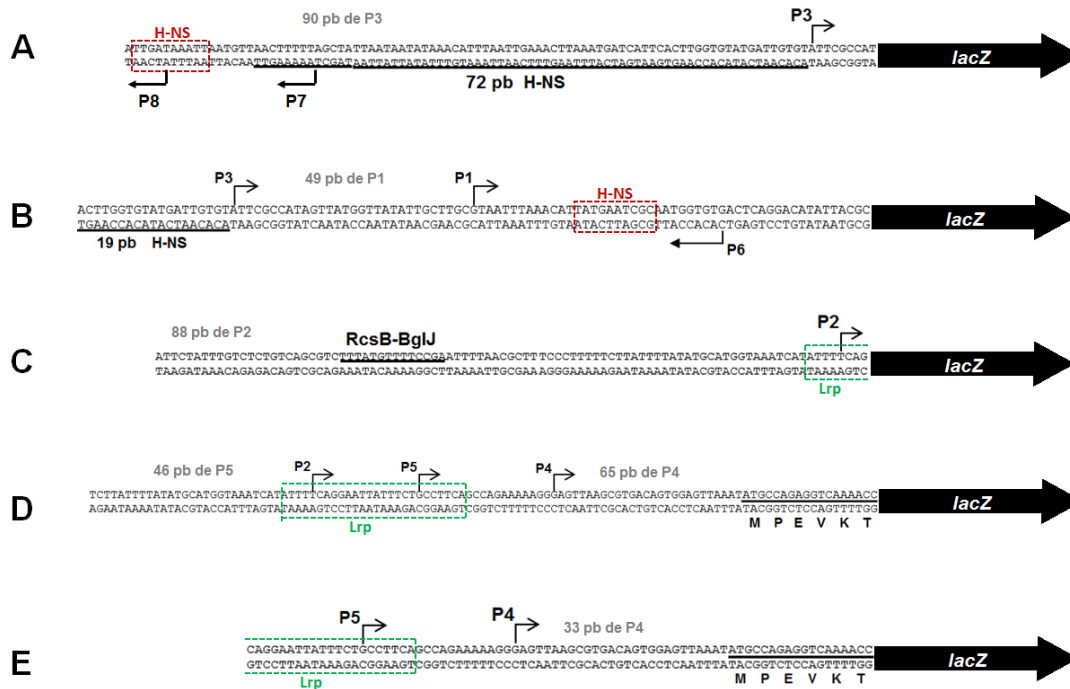 H-NS
90 pb de P3
P3
A
ATTGATAAATTAATGTTAACTTTTTAGCTATTAATAATATAAACATTTAATTGAAACTTAAATGATCATTCACTTGGTGTATGATTGTGTATTCGCCAT
TAACTATTTAATTACAATTGAAAAATCGATAATTATTATATTTGTAAATTAACTTTGAATTTACTAGTAAGTGAACCACATACTAACACATAAGCGGTA
lacZ
P8
P7
72 pb H-NS
P3
49 pb de P1
P1
H-NS
B
ACTTGGTGTATGATTGTGTATTCGCCATAGTTATGGTTATATTGCTTGCGTAATTTAAACATTATGAATCGCAATGGTGTGACTCAGGACATATTACGC
TGAACCACATACTAACACATAAGCGGTATCAATACCAATATAACGAACGCATTAAATTTGTAATACTTAGCGTTACCACACTGAGTCCTGTATAATGCG
lacZ
19 pb H-NS
P6
88 pb de P2
RcsB-BglJ
P2
C
ATTCTATTTGTCTCTGTCAGCGTCTTTATGTTTTCCGAATTTTAACGCTTTCCCTTTTTCTTATTTTATATGCATGGTAAATCATATTTTCAG
TAAGATAAACAGAGACAGTCGCAGAAATACAAAAGGCTTAAAATTGCGAAAGGGAAAAAGAATAAAATATACGTACCATTTAGTATAAAAGTC
lacZ
Lrp
46 pb de P5
P2
P5
P4
65 pb de P4
D
TCTTATTTTATATGCATGGTAAATCATATTTTCAGGAATTATTTCTGCCTTCAGCCAGAAAAAGGGAGTTAAGCGTGACAGTGGAGTTAAATATGCCAGAGGTCAAAACC
AGAATAAAATATACGTACCATTTAGTATAAAAGTCCTTAATAAAGACGGAAGTCGGTCTTTTTCCCTCAATTCGCACTGTCACCTCAATTTATACGGTCTCCAGTTTTGG
lacZ
Lrp
M P E V K T
P5
P4
33 pb de P4
E
CAGGAATTATTTCTGCCTTCAGCCAGAAAAAGGGAGTTAAGCGTGACAGTGGAGTTAAATATGCCAGAGGTCAAAACC
GTCCTTAATAAAGACGGAAGTCGGTCTTTTTCCCTCAATTCGCACTGTCACCTCAATTTATACGGTCTCCAGTTTTGG
lacZ
Lrp
M P E V K T